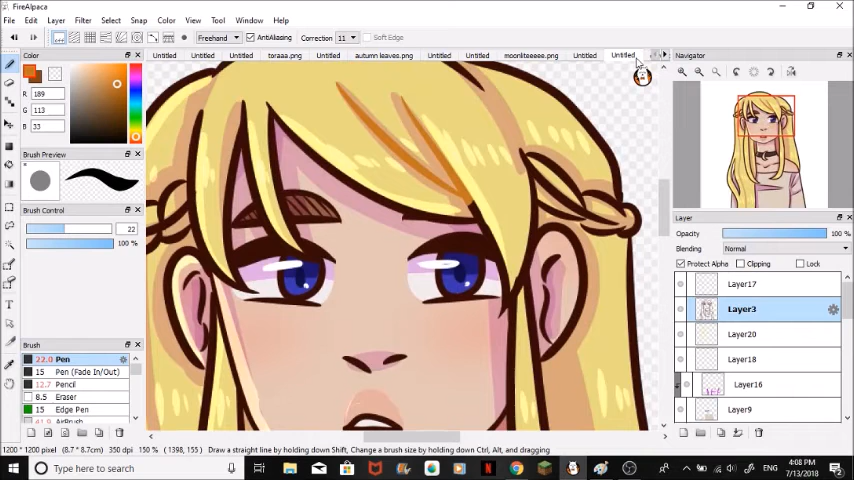 FireAlpaca
File Edit Layer Filter Select Snap Color View Tool Window Help
Freehand AntiAliasing Correction 11 Soft Edge
Color
Untitled Untitled toraaa.png Untitled autumn leaves.png Untitled Untitled moonliteeeee.png Untitled Untitled
Navigator
R 189
G 113
B 33
Brush Preview
Brush Control
22
100 %
Layer
Opacity 100 %
Blending Normal
Protect Alpha Clipping Lock
Layer17
Layer3
Layer20
Layer18
Layer16
Layer9
Brush
22.0 Pen
15 Pen (Fade In/Out)
12.7 Pencil
8.5 Eraser
15 Edge Pen
41.9 AirBrush
1200 * 1200 pixel (8.7 * 8.7cm) 350 dpi 150 % ( 1398, 155) Draw a straight line by holding down Shift, Change a brush size by holding down Ctrl, Alt, and dragging
Type here to search
ENG
4:08 PM
7/13/2018